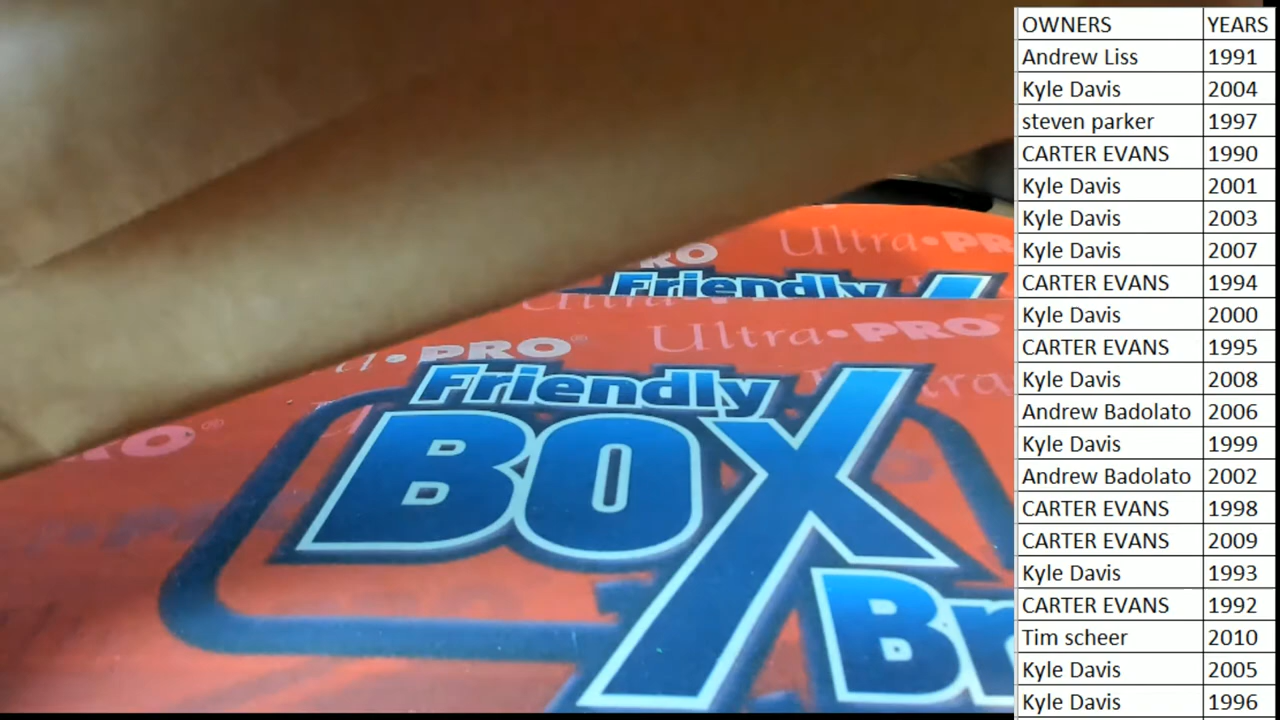 OWNERS YEARS
Andrew Liss 1991
Kyle Davis 2004
steven parker 1997
CARTER EVANS 1990
Kyle Davis 2001
Kyle Davis 2003
Kyle Davis 2007
CARTER EVANS 1994
Kyle Davis 2000
CARTER EVANS 1995
Kyle Davis 2008
Andrew Badolato 2006
Kyle Davis 1999
Andrew Badolato 2002
CARTER EVANS 1998
CARTER EVANS 2009
Kyle Davis 1993
CARTER EVANS 1992
Tim scheer 2010
Kyle Davis 2005
Kyle Davis 1996
RO Ultra•PR
Friendly
PRO® Ultra•PRO®
Friendly
BOX
Br